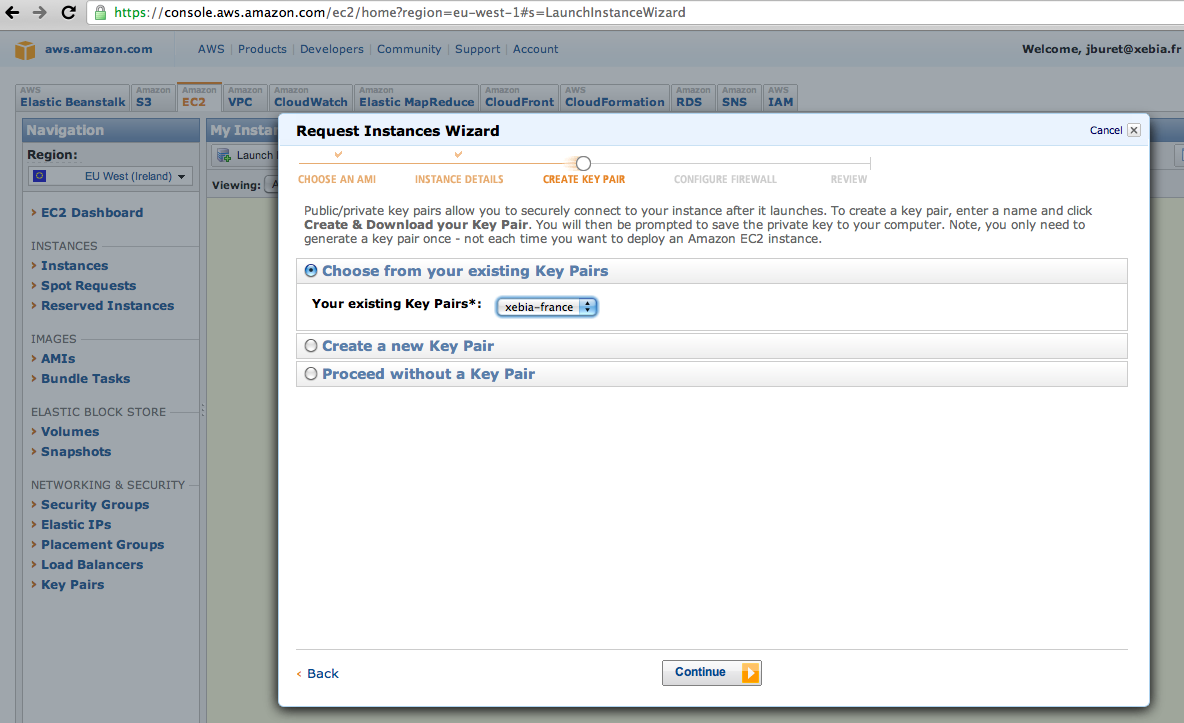 https://console.aws.amazon.com/ec2/home?region=eu-west-1#s=LaunchInstanceWizard
aws.amazon.com
AWS | Products | Developers | Community | Support | Account
Welcome, jburet@xebia.fr
AWS Elastic Beanstalk
Amazon S3
Amazon EC2
Amazon VPC
Amazon CloudWatch
Amazon Elastic MapReduce
Amazon CloudFront
AWS CloudFormation
Amazon RDS
Amazon SNS
AWS IAM
Navigation
Region:
EU West (Ireland)
EC2 Dashboard
INSTANCES
Instances
Spot Requests
Reserved Instances
IMAGES
AMIs
Bundle Tasks
ELASTIC BLOCK STORE
Volumes
Snapshots
NETWORKING & SECURITY
Security Groups
Elastic IPs
Placement Groups
Load Balancers
Key Pairs
My Instan
Launch
Viewing:
Request Instances Wizard
Cancel
CHOOSE AN AMI
INSTANCE DETAILS
CREATE KEY PAIR
CONFIGURE FIREWALL
REVIEW
Public/private key pairs allow you to securely connect to your instance after it launches. To create a key pair, enter a name and click
Create & Download your Key Pair. You will then be prompted to save the private key to your computer. Note, you only need to
generate a key pair once - not each time you want to deploy an Amazon EC2 instance.
Choose from your existing Key Pairs
Your existing Key Pairs*: xebia-france
Create a new Key Pair
Proceed without a Key Pair
< Back
Continue